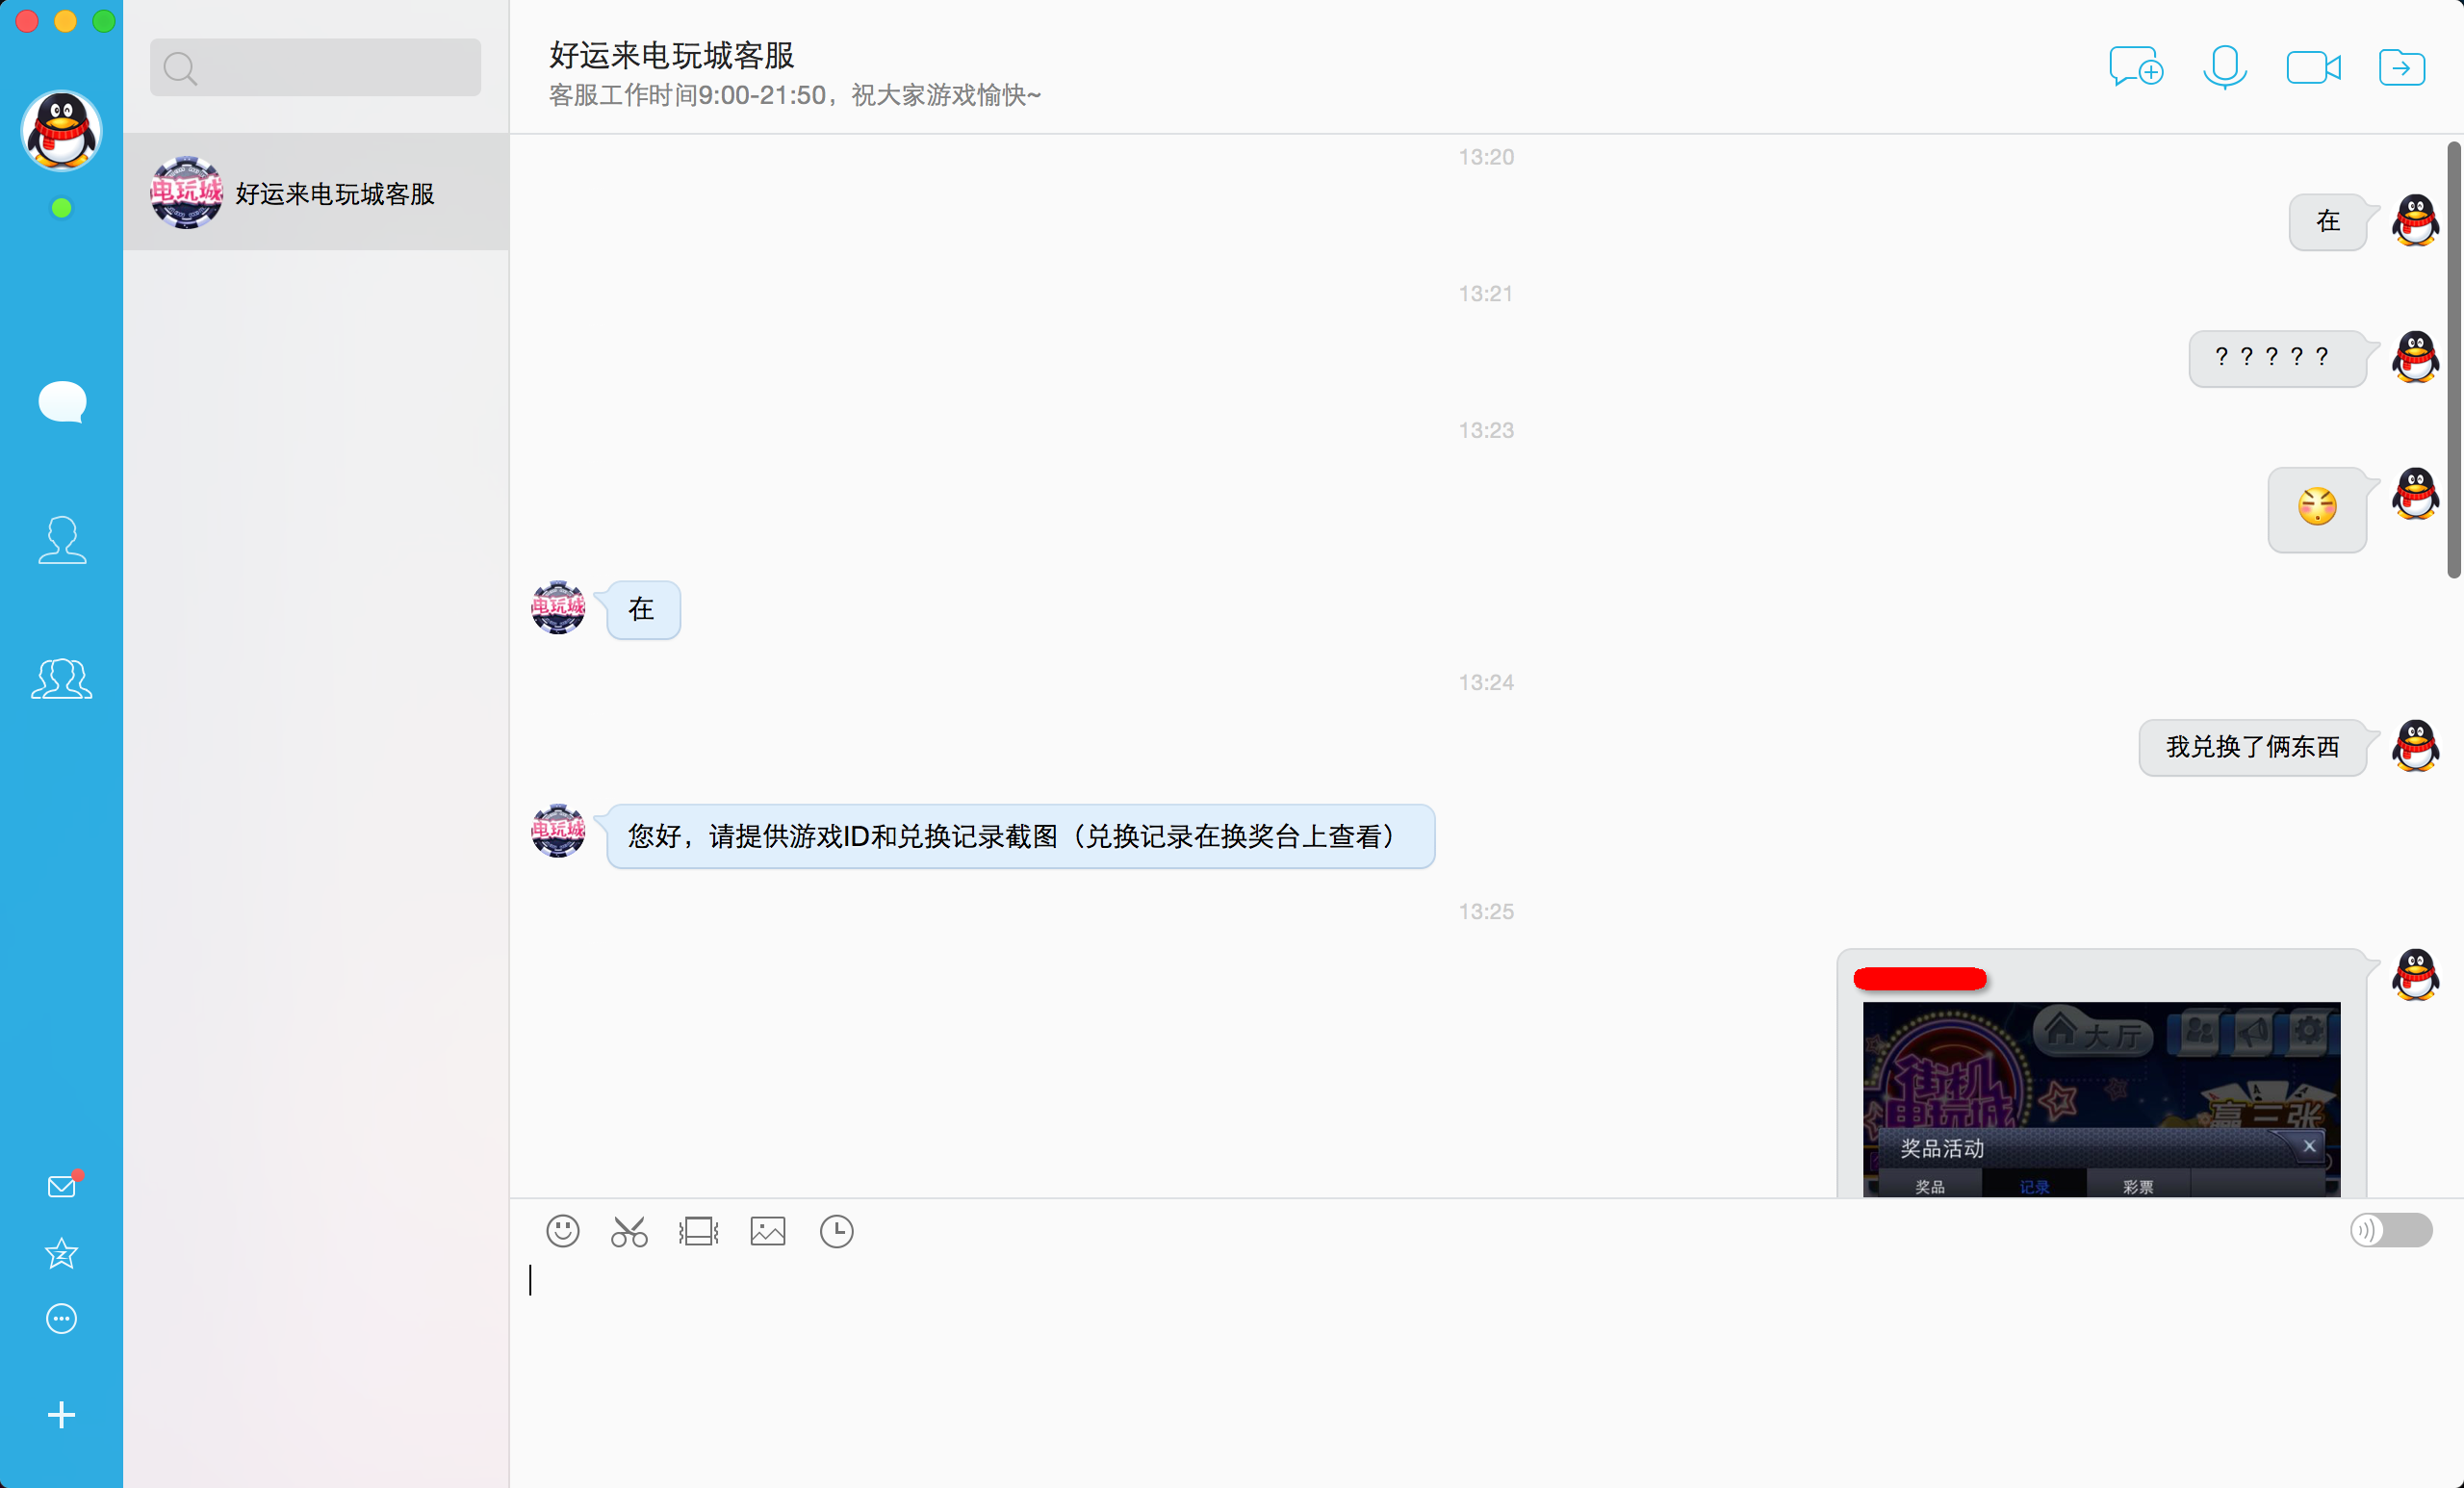 好运来电玩城客服
客服工作时间9:00-21:50，祝大家游戏愉快~
电玩城
好运来电玩城客服
13:20
在
13:21
？？？？？
13:23
电玩城
在
13:24
我兑换了俩东西
电玩城
您好，请提供游戏ID和兑换记录截图（兑换记录在换奖台上查看）
13:25
大厅
街机
电玩城
赢三张
奖品活动
奖品
记录
彩票